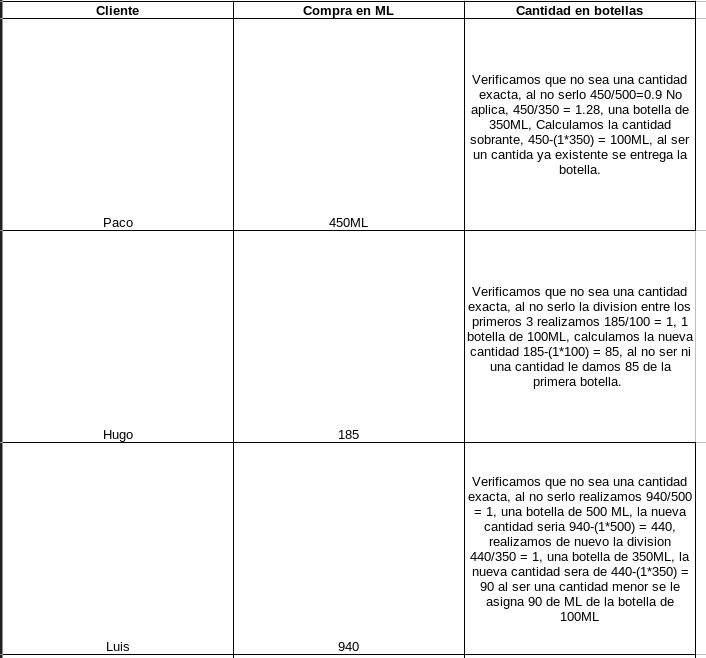 Cliente Compra en ML Cantidad en botellas
Verificamos que no sea una cantidad
exacta, al no serlo 450/500=0.9 No
aplica, 450/350 = 1.28, una botella de
350ML, Calculamos la cantidad
sobrante, 450-(1*350) = 100ML, al ser
un cantida ya existente se entrega la
botella.
Paco 450ML
Verificamos que no sea una cantidad
exacta, al no serlo la division entre los
primeros 3 realizamos 185/100 = 1, 1
botella de 100ML, calculamos la nueva
cantidad 185-(1*100) = 85, al no ser ni
una cantidad le damos 85 de la
primera botella.
Hugo 185
Verificamos que no sea una cantidad
exacta, al no serlo realizamos 940/500
= 1, una botella de 500 ML, la nueva
cantidad seria 940-(1*500) = 440,
realizamos de nuevo la division
440/350 = 1, una botella de 350ML, la
nueva cantidad sera de 440-(1*350) =
90 al ser una cantidad menor se le
asigna 90 de ML de la botella de
100ML
Luis 940